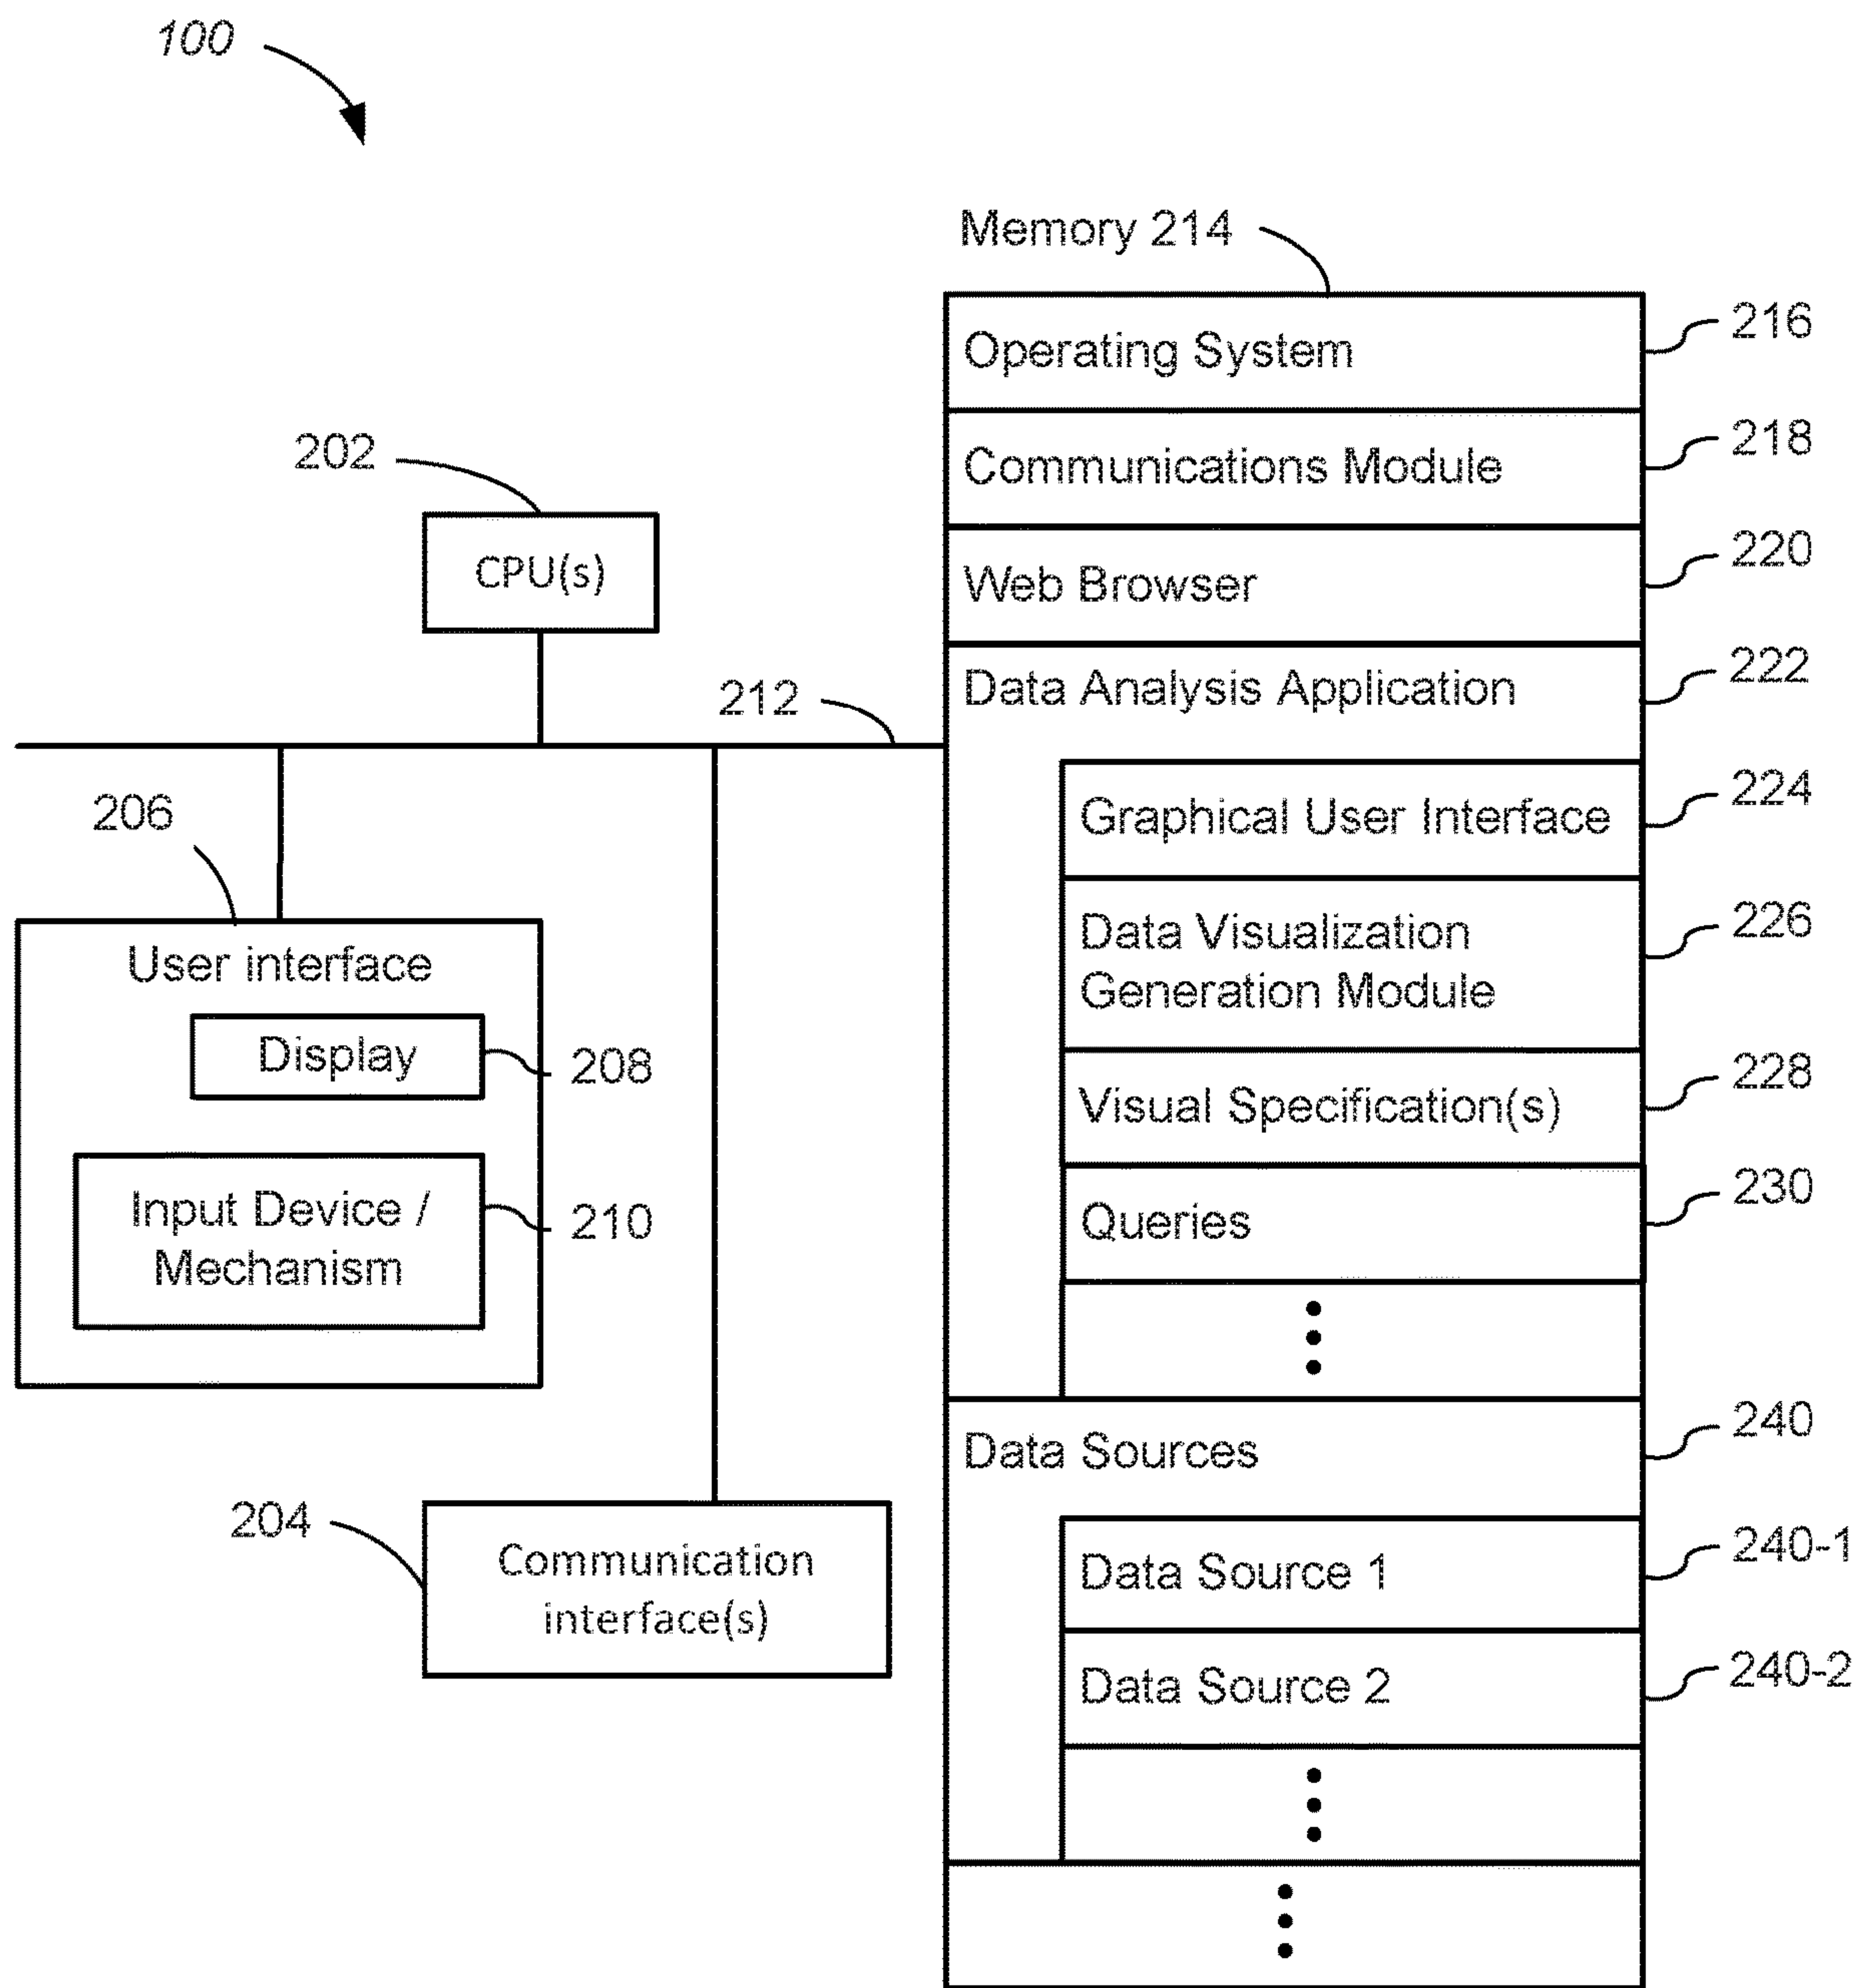 100
Memory 214
Operating System
216
Communications Module
218
Web Browser
220
Data Analysis Application
222
Graphical User Interface
224
Data Visualization
Generation Module
226
Visual Specification(s)
228
Queries
230
Data Sources
240
Data Source 1
240-1
Data Source 2
240-2
202
CPU(s)
212
206
User interface
Display
208
Input Device /
Mechanism
210
204
Communication
interface(s)